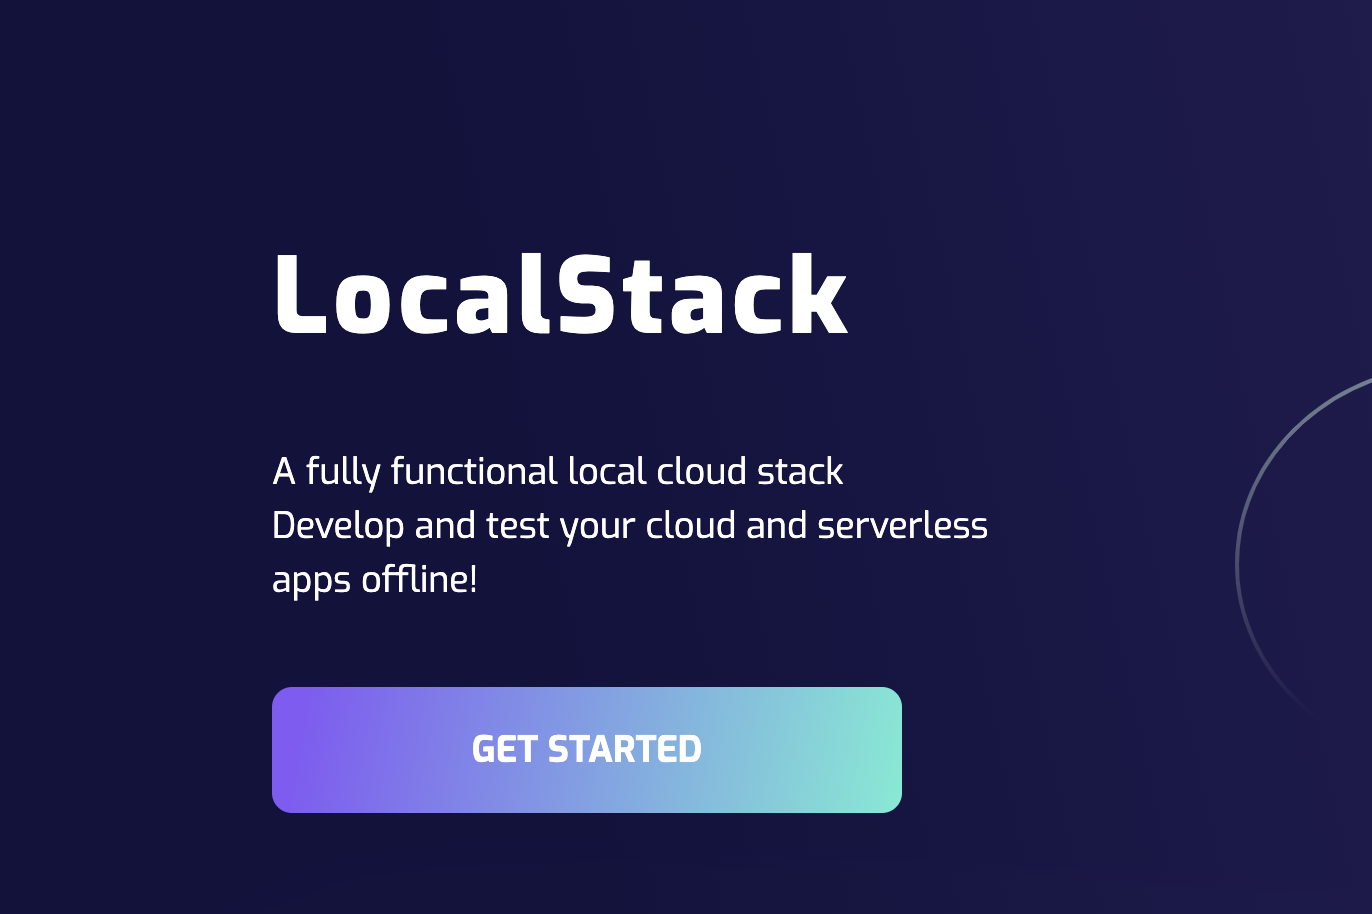 LocalStack
A fully functional local cloud stack
Develop and test your cloud and serverless
apps offline!
GET STARTED